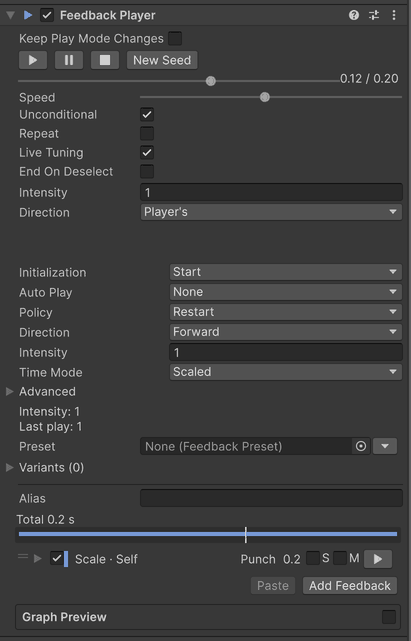 Feedback Player
Keep Play Mode Changes
New Seed
0.12 / 0.20
Speed
Unconditional
Repeat
Live Tuning
End On Deselect
Intensity 1
Direction Player's
Initialization Start
Auto Play None
Policy Restart
Direction Forward
Intensity 1
Time Mode Scaled
Advanced
Intensity: 1
Last play: 1
Preset None (Feedback Preset)
Variants (0)
Alias
Total 0.2 s
Scale · Self Punch 0.2 S M
Paste Add Feedback
Graph Preview